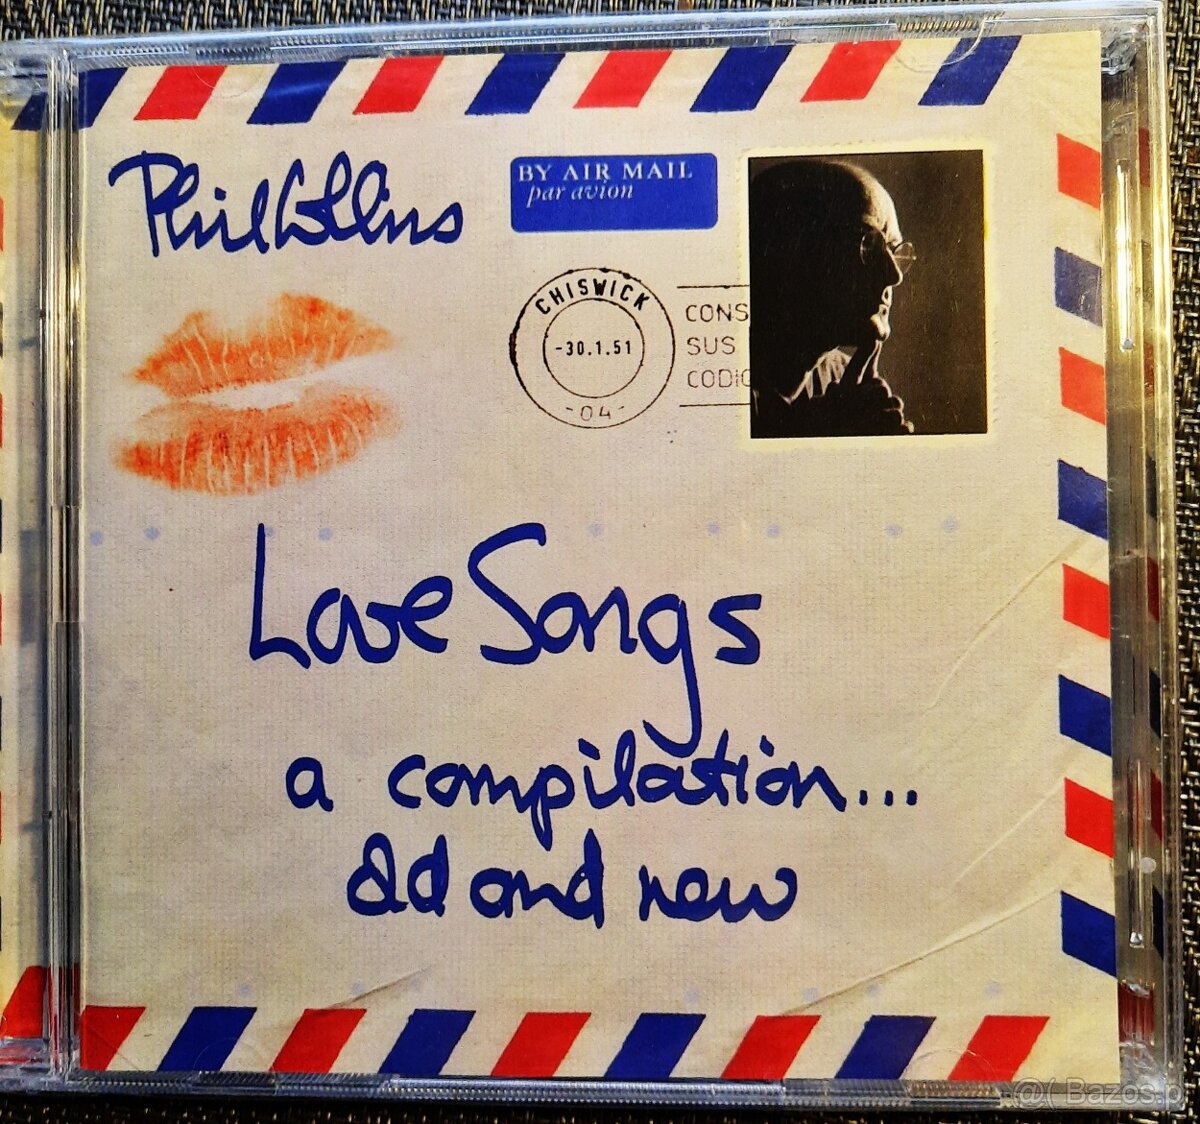 Phil Collins
BY AIR MAIL
par avion
CHISWICK
-30.1.51
-04-
CONS
SUS
CODIC
Love Songs
a compilation...
old and new
@( Bazos.p